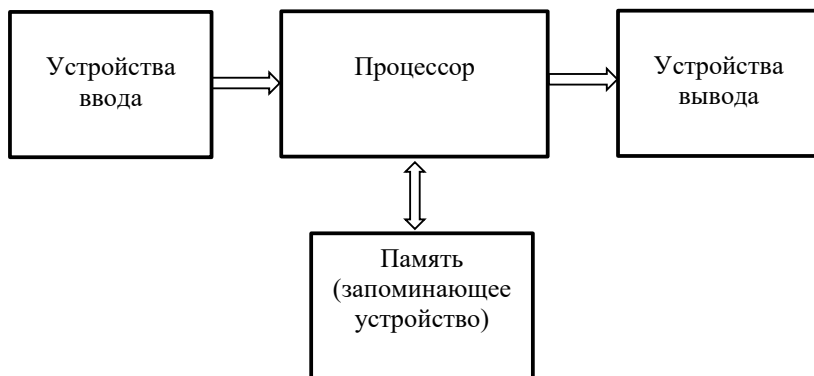 Устройства
ввода
Процессор
Устройства
вывода
Память
(запоминающее
устройство)